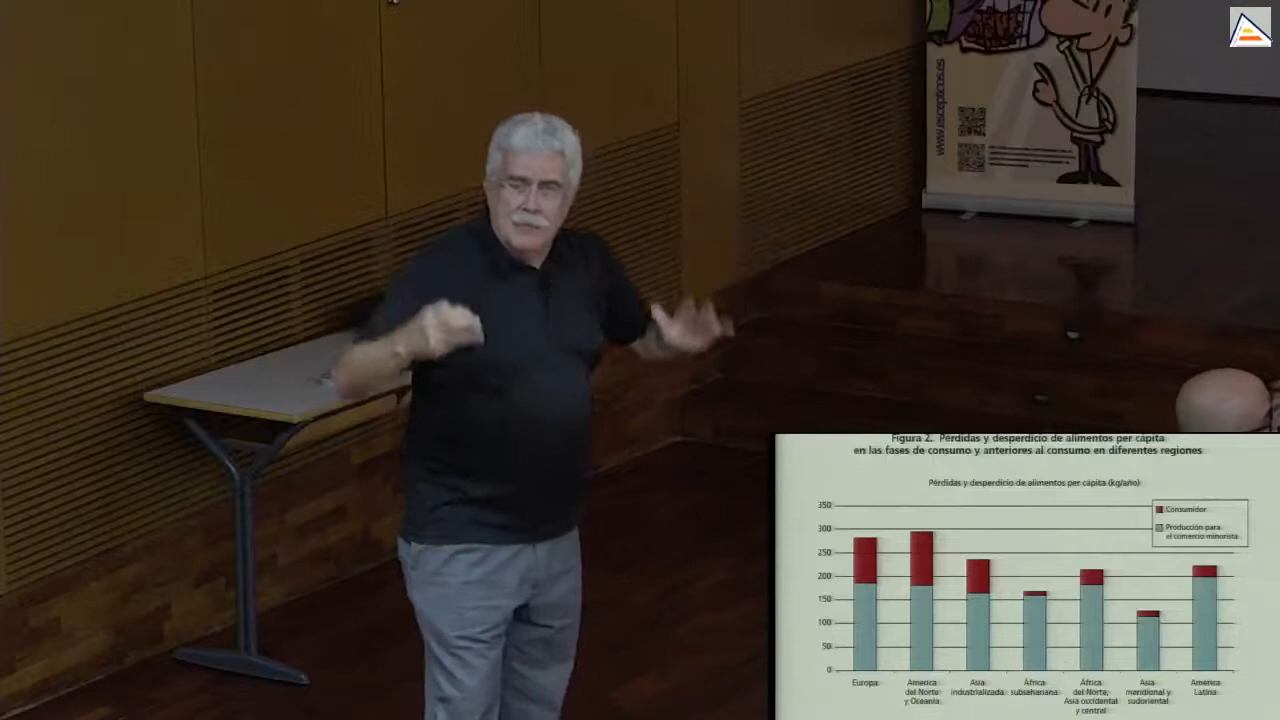 www.escepticos.es
Figura 2. Pérdidas y desperdicio de alimentos per cápita
en las fases de consumo y anteriores al consumo en diferentes regiones
Pérdidas y desperdicio de alimentos per cápita (kg/año)
350
300
250
200
150
100
50
0
Consumidor
Producción para
el comercio minorista
Europa
América
del Norte
y Oceanía
Asia
industrializada
África
subsahariana
África
del Norte,
Asia occidental
y central
Asia
meridional y
sudoriental
América
Latina